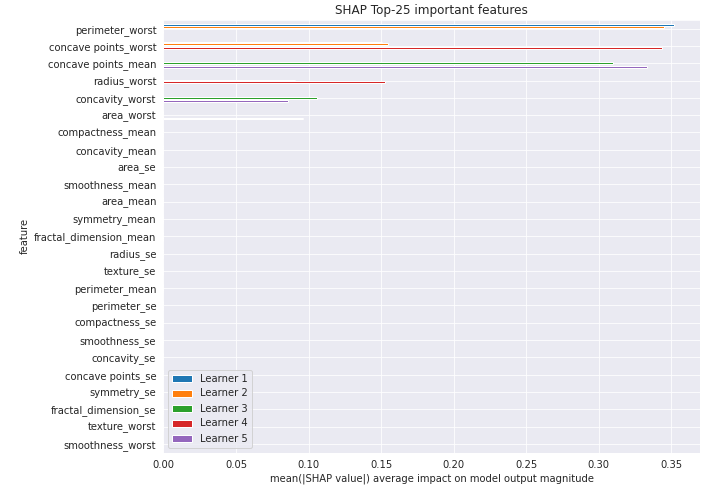 SHAP Top-25 important features
perimeter_worst
concave points_worst
concave points_mean
radius_worst
concavity_worst
area_worst
compactness_mean
concavity_mean
area_se
smoothness_mean
area_mean
symmetry_mean
fractal_dimension_mean
radius_se
texture_se
perimeter_mean
perimeter_se
compactness_se
smoothness_se
concavity_se
concave points_se
symmetry_se
fractal_dimension_se
texture_worst
smoothness_worst
feature
Learner 1
Learner 2
Learner 3
Learner 4
Learner 5
0.00 0.05 0.10 0.15 0.20 0.25 0.30 0.35
mean(|SHAP value|) average impact on model output magnitude